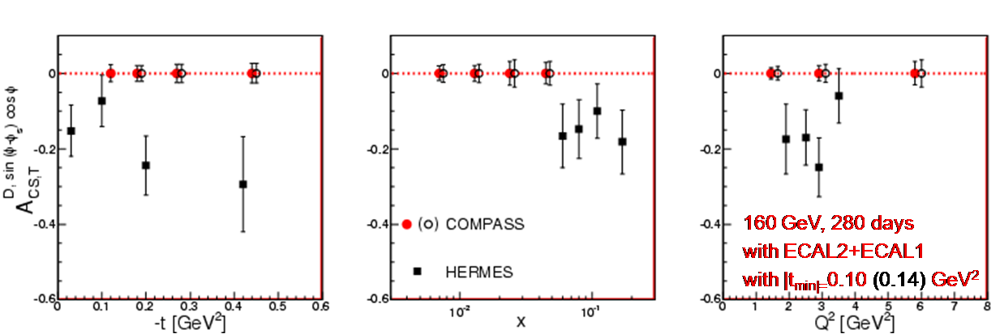 A_{CS,T}^{D, sin (ϕ-ϕ_s) cos ϕ}
0
-0.2
-0.4
-0.6
0 0.1 0.2 0.3 0.4 0.5 0.6
-t [GeV²]
0
-0.2
-0.4
-0.6
(o) COMPASS
HERMES
10⁻² 10⁻¹
x
0
-0.2
-0.4
-0.6
160 GeV, 280 days
with ECAL2+ECAL1
with |t_{min|=}0.10 (0.14) GeV²
0 1 2 3 4 5 6 7 8
Q² [GeV²]